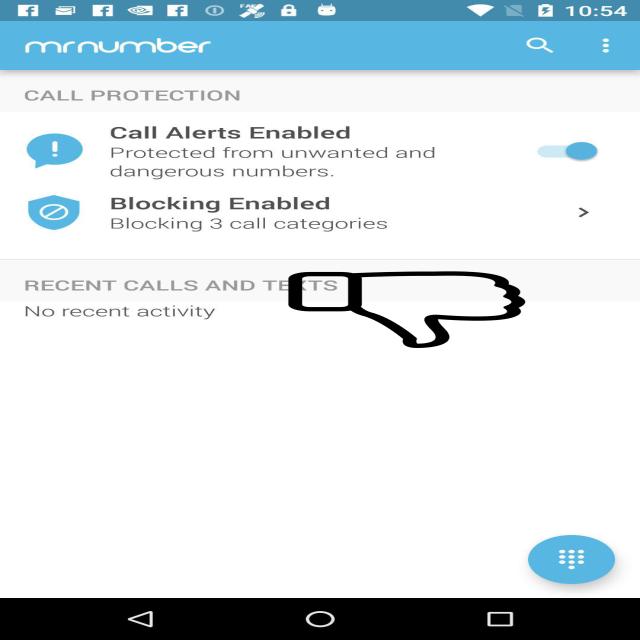 10:54
mrnumber
CALL PROTECTION
Call Alerts Enabled
Protected from unwanted and
dangerous numbers.
Blocking Enabled
Blocking 3 call categories
RECENT CALLS AND TEXTS
No recent activity